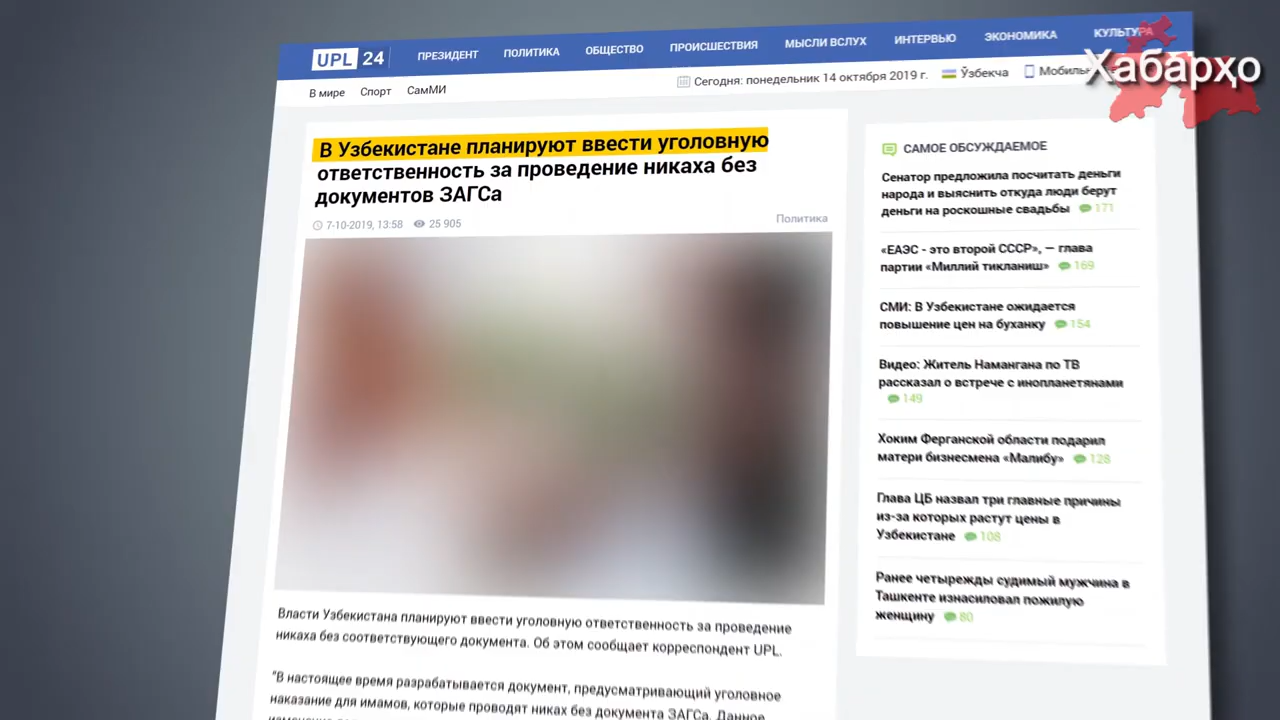 UPL 24
ПРЕЗИДЕНТ ПОЛИТИКА ОБЩЕСТВО ПРОИСШЕСТВИЯ МЫСЛИ ВСЛУХ ИНТЕРВЬЮ ЭКОНОМИКА КУЛЬТУРА
Хабарҳо
В мире Спорт СамМИ
Сегодня: понедельник 14 октября 2019 г. Ўзбекча
В Узбекистане планируют ввести уголовную
ответственность за проведение никаха без
документов ЗАГСа
7-10-2019, 13:58 25 905
Политика
Власти Узбекистана планируют ввести уголовную ответственность за проведение
никаха без соответствующего документа. Об этом сообщает корреспондент UPL.
"В настоящее время разрабатывается документ, предусматривающий уголовное
наказание для имамов, которые проводят никах без документа ЗАГСа. Данное
САМОЕ ОБСУЖДАЕМОЕ
Сенатор предложила посчитать деньги
народа и выяснить откуда люди берут
деньги на роскошные свадьбы 171
«ЕАЭС - это второй СССР», — глава
партии «Миллий тикланиш» 169
СМИ: В Узбекистане ожидается
повышение цен на буханку 154
Видео: Житель Намангана по ТВ
рассказал о встрече с инопланетянами
149
Хоким Ферганской области подарил
матери бизнесмена «Малибу» 128
Глава ЦБ назвал три главные причины
из-за которых растут цены в
Узбекистане 108
Ранее четырежды судимый мужчина в
Ташкенте изнасиловал пожилую
женщину 80